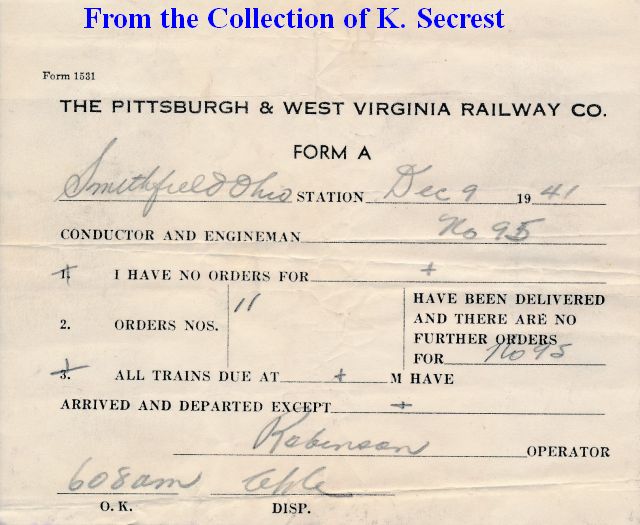 From the Collection of K. Secrest
Form 1531
THE PITTSBURGH & WEST VIRGINIA RAILWAY CO.
FORM A
Smithfield Ohio STATION Dec 9 1941
CONDUCTOR AND ENGINEMAN No 95
1. I HAVE NO ORDERS FOR +
2. ORDERS NOS. 11 HAVE BEEN DELIVERED
AND THERE ARE NO
FURTHER ORDERS
FOR No 95
3. ALL TRAINS DUE AT + M HAVE
ARRIVED AND DEPARTED EXCEPT +
Robinson OPERATOR
608am
O. K. DISP.